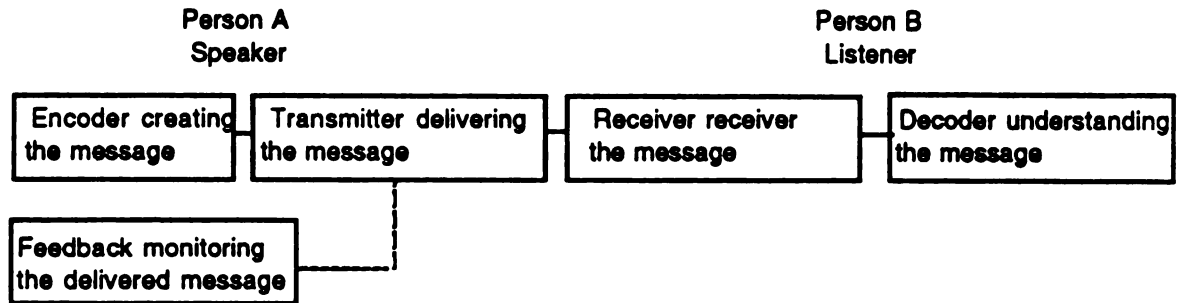 Person A
Speaker
Person B
Listener
Encoder creating
the message
Transmitter delivering
the message
Receiver receiver
the message
Decoder understanding
the message
Feedback monitoring
the delivered message